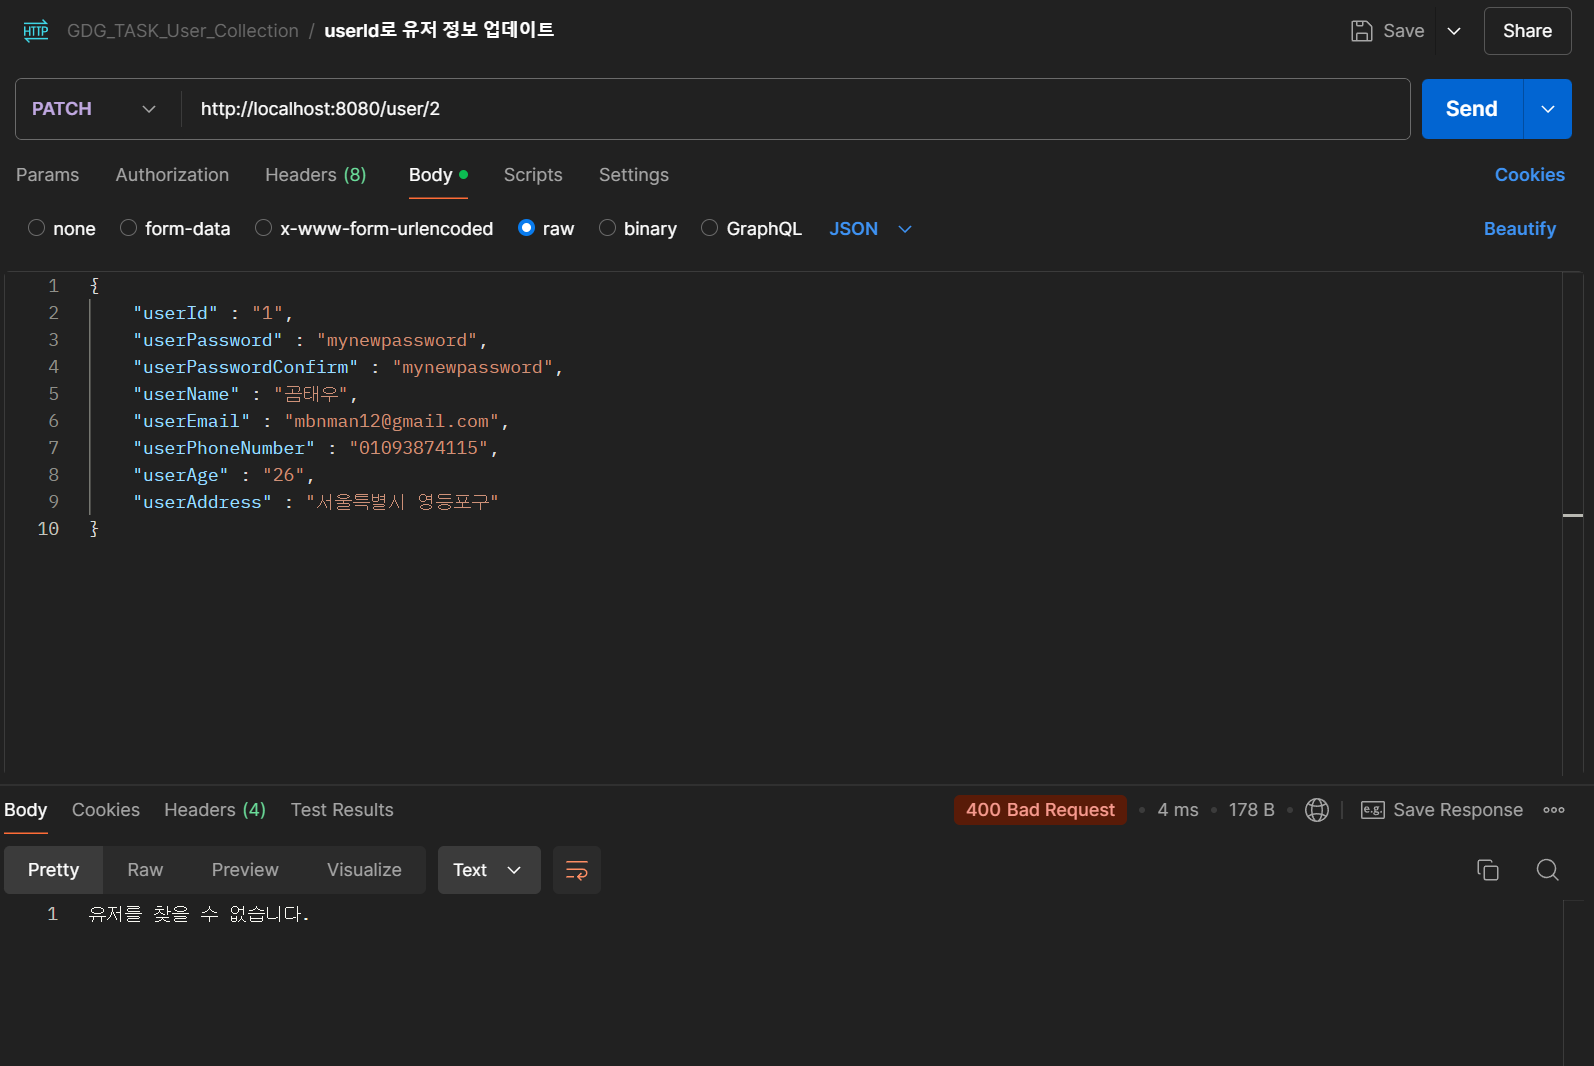 HTTP GDG_TASK_User_Collection / userId로 유저 정보 업데이트 Save Share
PATCH http://localhost:8080/user/2 Send
Params Authorization Headers (8) Body Scripts Settings Cookies
none form-data x-www-form-urlencoded raw binary GraphQL JSON Beautify
1 {
2 "userId" : "1",
3 "userPassword" : "mynewpassword",
4 "userPasswordConfirm" : "mynewpassword",
5 "userName" : "곰태우",
6 "userEmail" : "mbnman12@gmail.com",
7 "userPhoneNumber" : "01093874115",
8 "userAge" : "26",
9 "userAddress" : "서울특별시 영등포구"
10 }
Body Cookies Headers (4) Test Results 400 Bad Request • 4 ms • 178 B • e.g. Save Response
Pretty Raw Preview Visualize Text
1 유저를 찾을 수 없습니다.